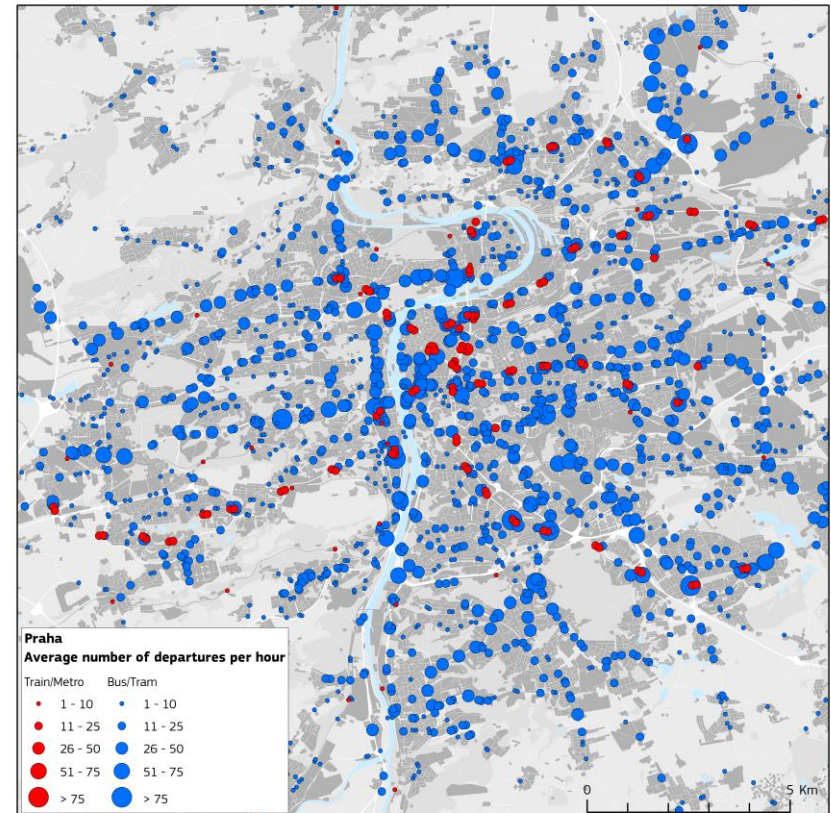 Praha
Average number of departures per hour
Train/Metro Bus/Tram
1 - 10 1 - 10
11 - 25 11 - 25
26 - 50 26 - 50
51 - 75 51 - 75
> 75 > 75
0 5 Km